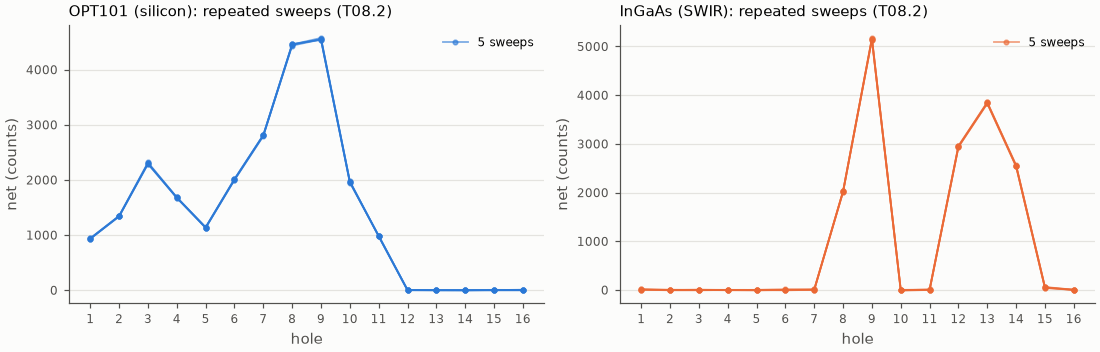 OPT101 (silicon): repeated sweeps (T08.2)
5 sweeps
net (counts)
4000
3000
2000
1000
0
1 2 3 4 5 6 7 8 9 10 11 12 13 14 15 16
hole
InGaAs (SWIR): repeated sweeps (T08.2)
5 sweeps
net (counts)
5000
4000
3000
2000
1000
0
1 2 3 4 5 6 7 8 9 10 11 12 13 14 15 16
hole